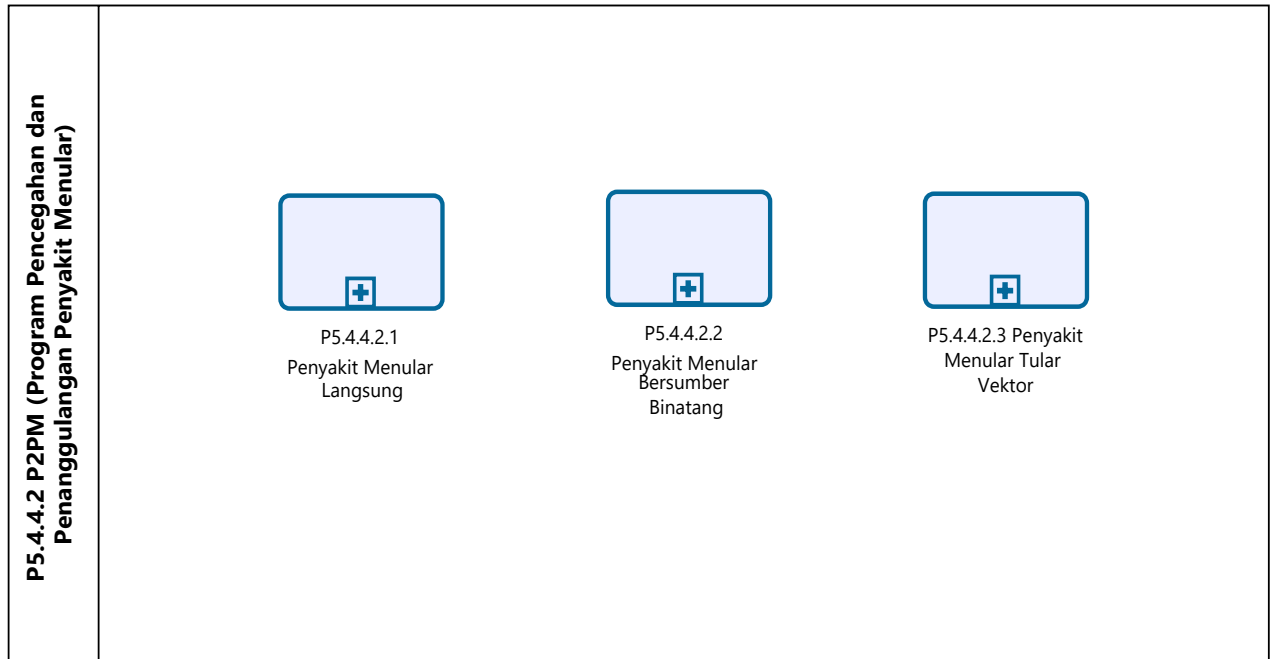 P5.4.4.2 P2PM (Program Pencegahan dan
Penanggulangan Penyakit Menular)
P5.4.4.2.1
Penyakit Menular
Langsung
P5.4.4.2.2
Penyakit Menular
Bersumber
Binatang
P5.4.4.2.3 Penyakit
Menular Tular
Vektor